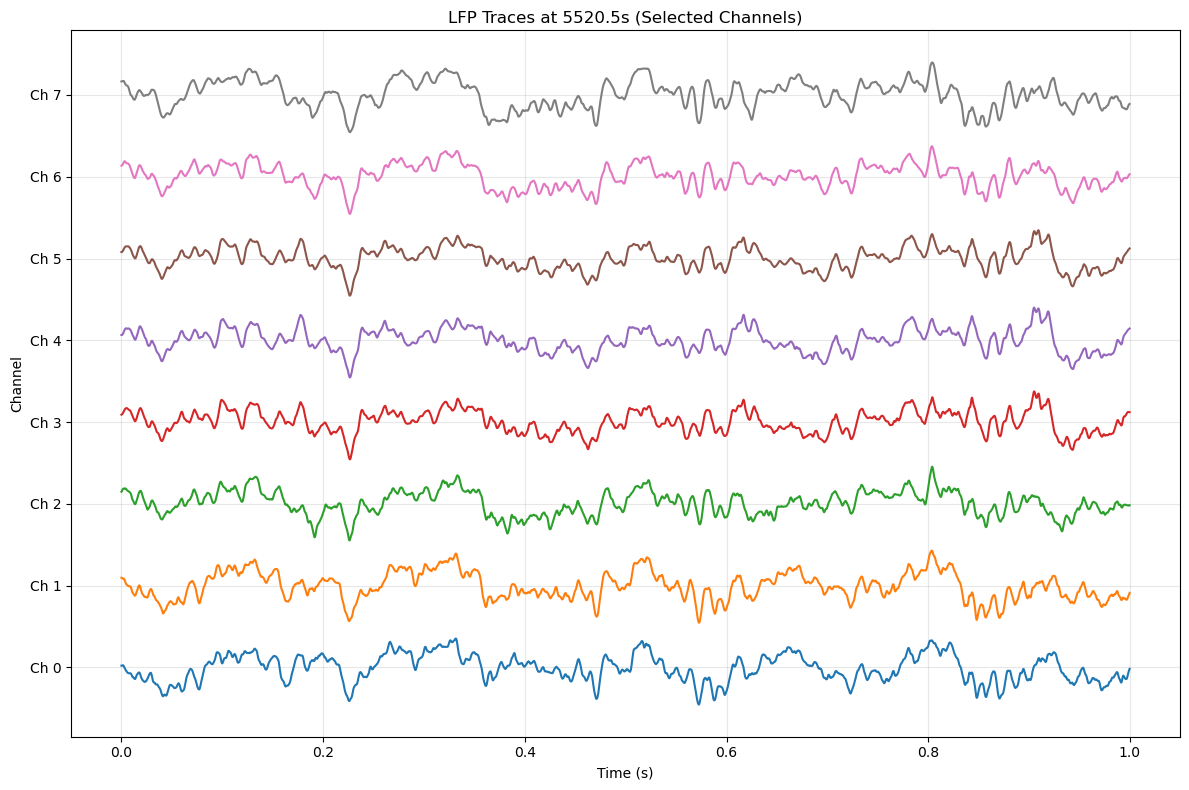 LFP Traces at 5520.5s (Selected Channels)
Channel
Ch 7
Ch 6
Ch 5
Ch 4
Ch 3
Ch 2
Ch 1
Ch 0
0.0 0.2 0.4 0.6 0.8 1.0
Time (s)